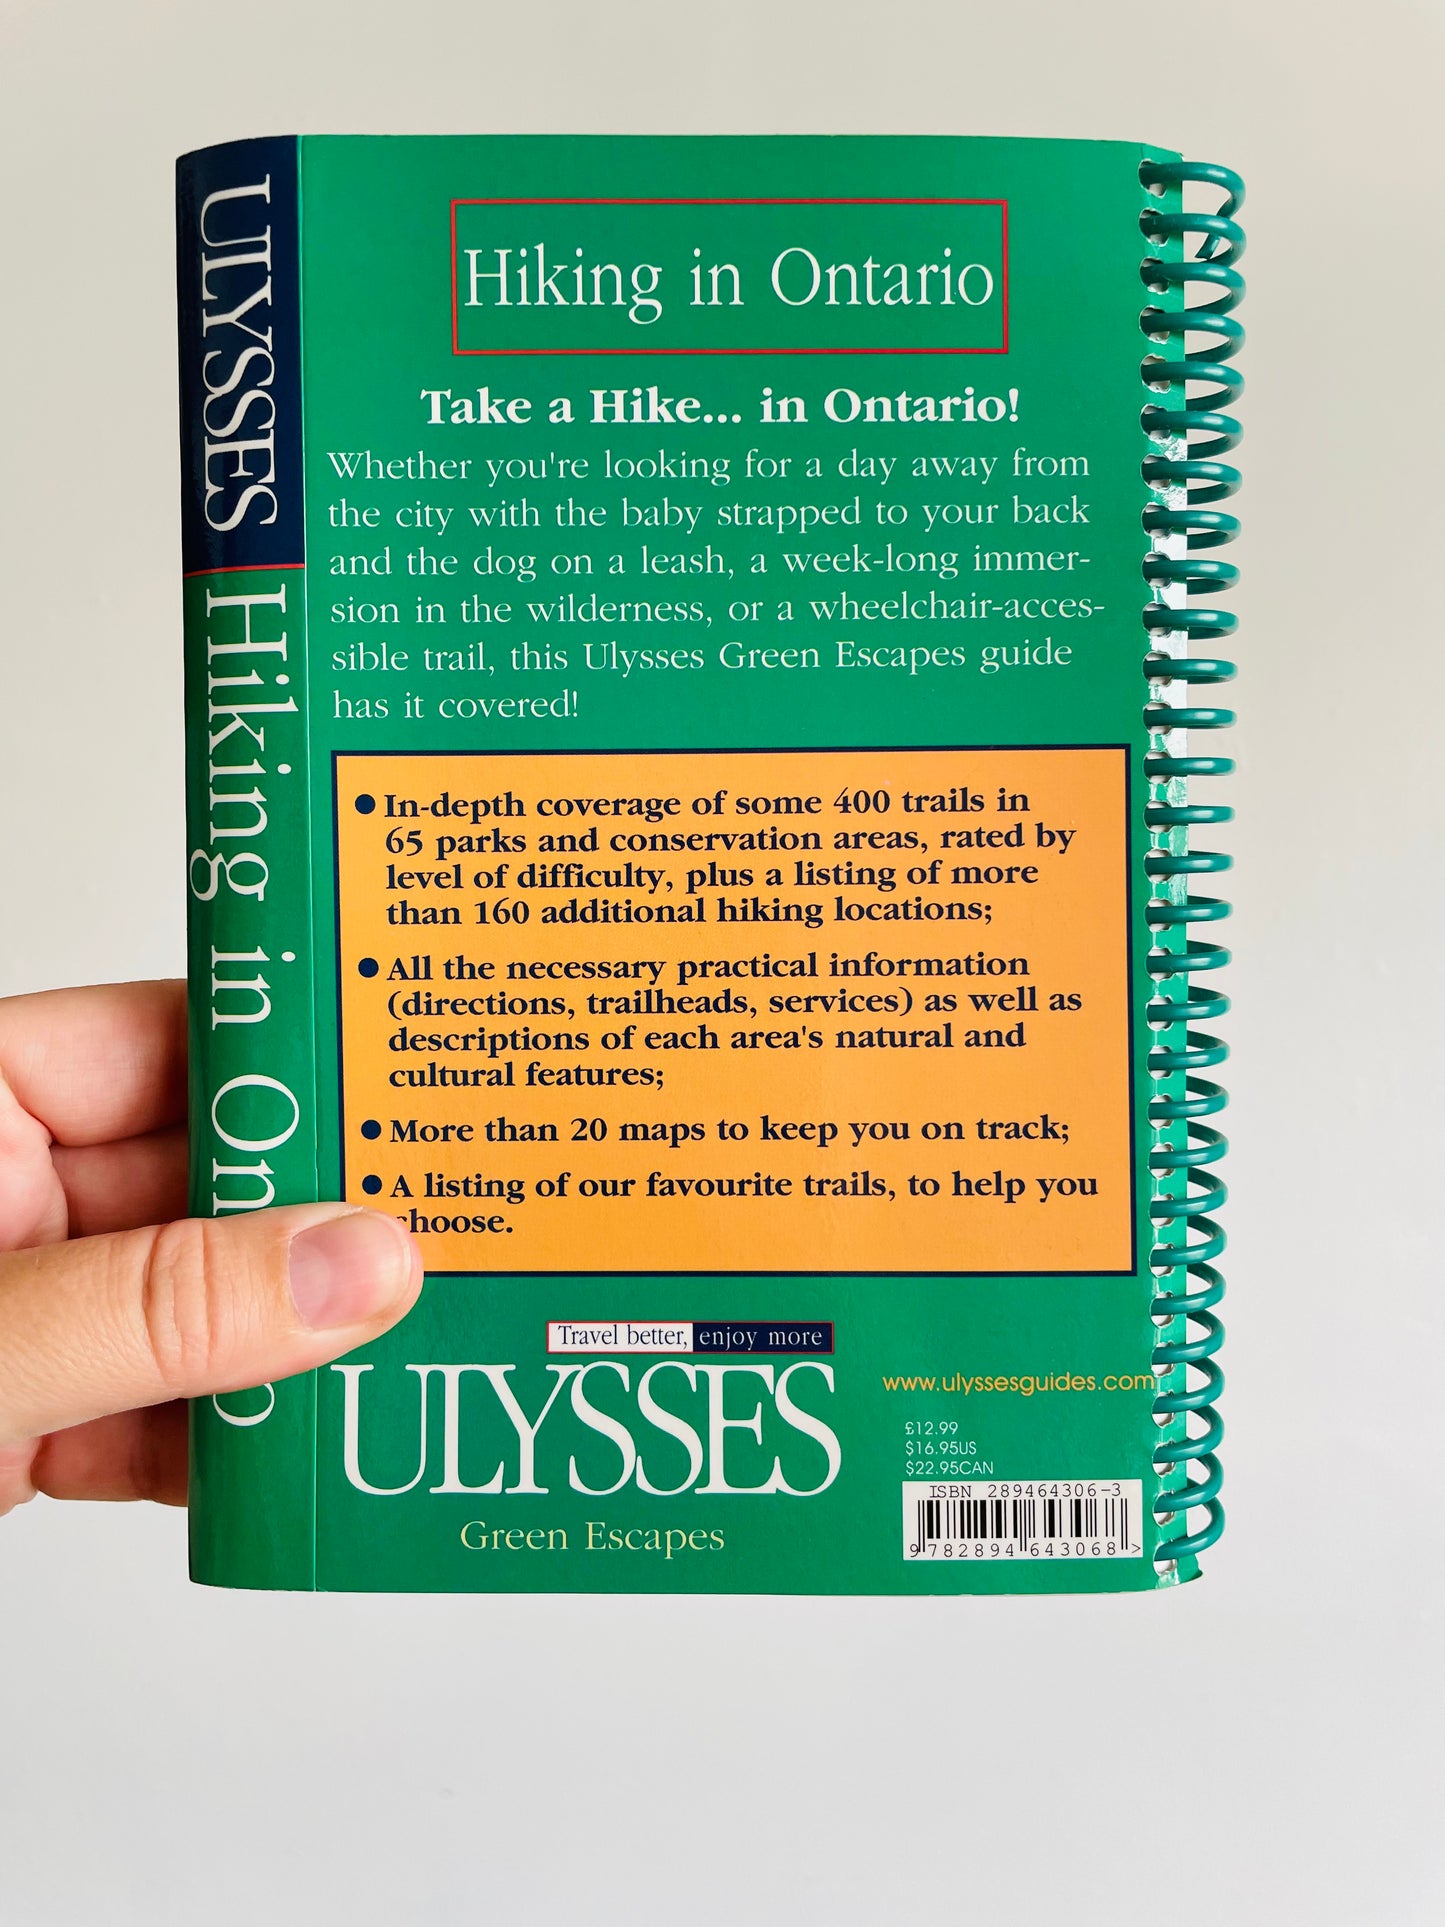 ULYSSES Hiking in On
Hiking in Ontario
Take a Hike... in Ontario!
Whether you're looking for a day away from
the city with the baby strapped to your back
and the dog on a leash, a week-long immer-
sion in the wilderness, or a wheelchair-acces-
sible trail, this Ulysses Green Escapes guide
has it covered!
● In-depth coverage of some 400 trails in
65 parks and conservation areas, rated by
level of difficulty, plus a listing of more
than 160 additional hiking locations;
● All the necessary practical information
(directions, trailheads, services) as well as
descriptions of each area's natural and
cultural features;
● More than 20 maps to keep you on track;
● A listing of our favourite trails, to help you
choose.
Travel better, enjoy more
ULYSSES
Green Escapes
www.ulyssesguides.com
£12.99
$16.95US
$22.95CAN
ISBN 289464306-3
9 782894 643068 >